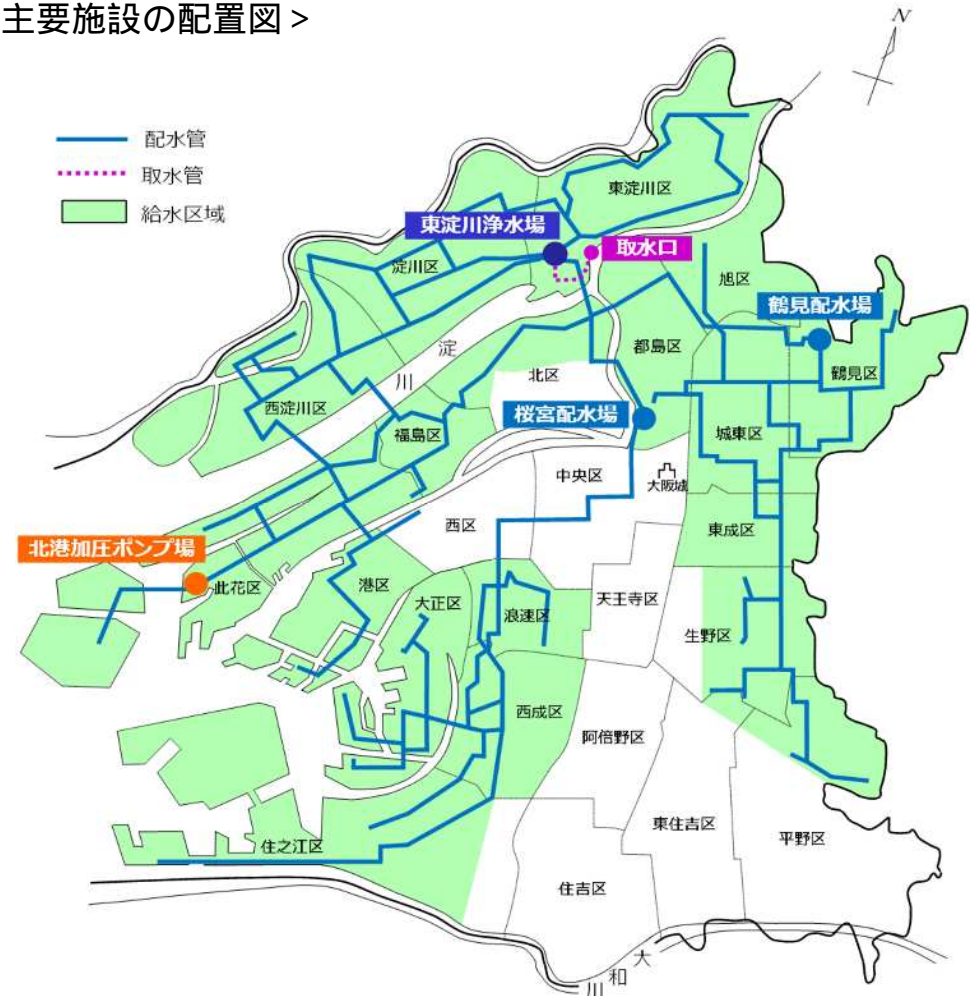 主要施設の配置図＞
N
配水管
取水管
給水区域
東淀川区
東淀川浄水場
取水口
淀川区
旭区
鶴見配水場
淀
川
都島区
北区
鶴見区
西淀川区
桜宮配水場
福島区
城東区
中央区
大阪城
西区
東成区
北港加圧ポンプ場
此花区
港区
大正区
浪速区
天王寺区
生野区
西成区
阿倍野区
東住吉区
平野区
住之江区
住吉区
大
和
川